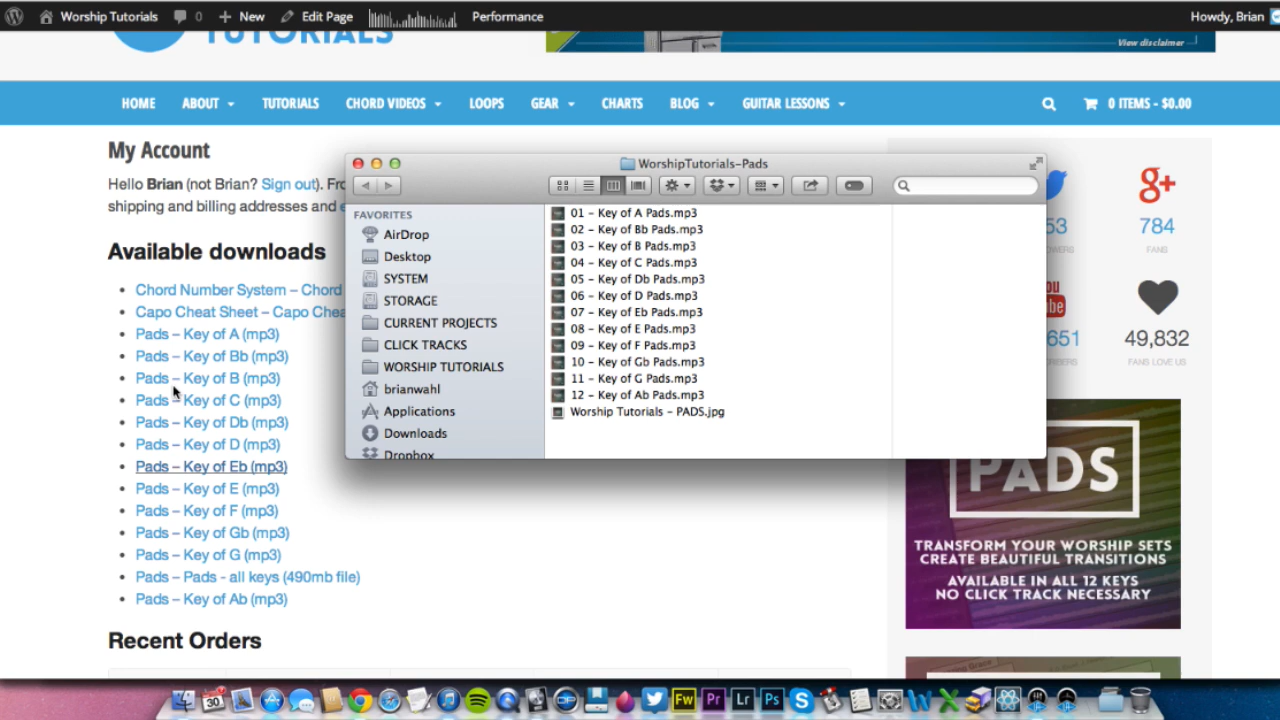 Worship Tutorials 0 New Edit Page Performance Howdy, Brian
TUTORIALS
View disclaimer
HOME ABOUT TUTORIALS CHORD VIDEOS LOOPS GEAR CHARTS BLOG GUITAR LESSONS 0 ITEMS - $0.00
My Account
Hello Brian (not Brian? Sign out). Fro
shipping and billing addresses and e
Available downloads
Chord Number System – Chord
Capo Cheat Sheet – Capo Chea
Pads – Key of A (mp3)
Pads – Key of Bb (mp3)
Pads – Key of B (mp3)
Pads – Key of C (mp3)
Pads – Key of Db (mp3)
Pads – Key of D (mp3)
Pads – Key of Eb (mp3)
Pads – Key of E (mp3)
Pads – Key of F (mp3)
Pads – Key of Gb (mp3)
Pads – Key of G (mp3)
Pads – Pads - all keys (490mb file)
Pads – Key of Ab (mp3)
Recent Orders
WorshipTutorials-Pads
FAVORITES
AirDrop
Desktop
SYSTEM
STORAGE
CURRENT PROJECTS
CLICK TRACKS
WORSHIP TUTORIALS
brianwahl
Applications
Downloads
Dropbox
01 - Key of A Pads.mp3
02 - Key of Bb Pads.mp3
03 - Key of B Pads.mp3
04 - Key of C Pads.mp3
05 - Key of Db Pads.mp3
06 - Key of D Pads.mp3
07 - Key of Eb Pads.mp3
08 - Key of E Pads.mp3
09 - Key of F Pads.mp3
10 - Key of Gb Pads.mp3
11 - Key of G Pads.mp3
12 - Key of Ab Pads.mp3
Worship Tutorials - PADS.jpg
53 784
FANS
651 49,832
FANS LOVE US
PADS
TRANSFORM YOUR WORSHIP SETS
CREATE BEAUTIFUL TRANSITIONS
AVAILABLE IN ALL 12 KEYS
NO CLICK TRACK NECESSARY
30 Fw Pr Lr Ps